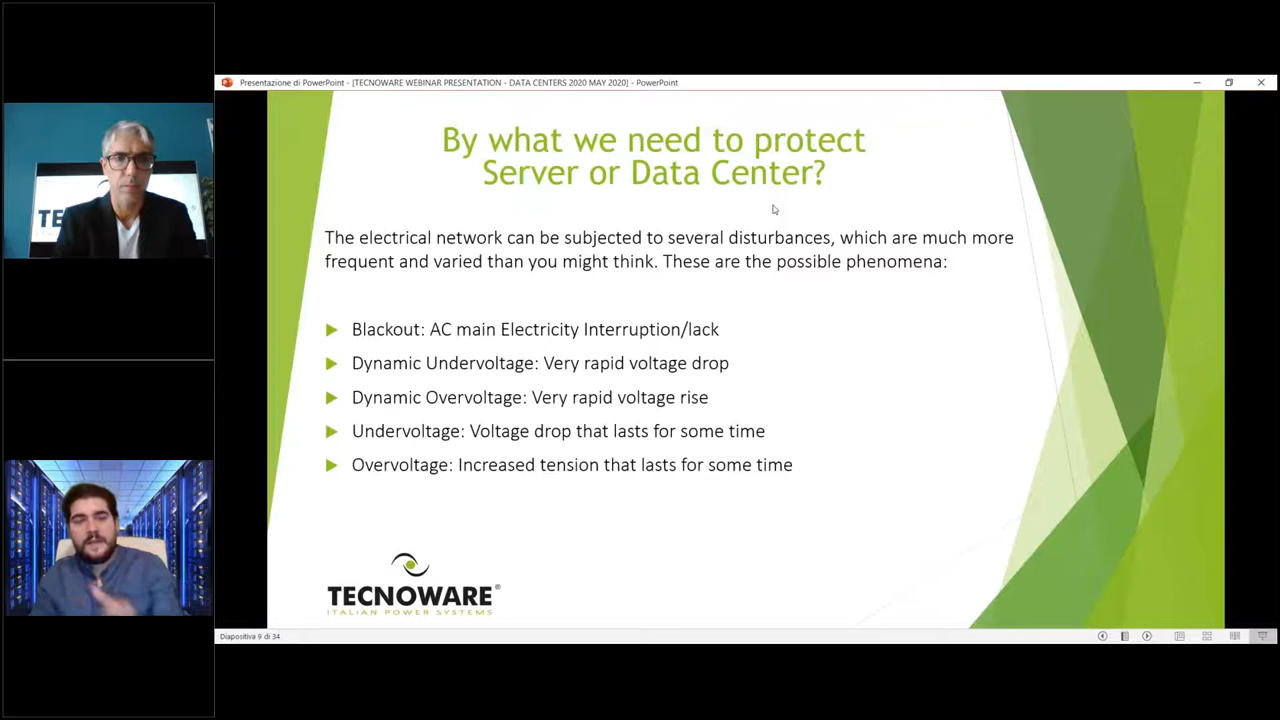 Presentazione di PowerPoint - [TECNOWARE WEBINAR PRESENTATION - DATA CENTERS 2020 MAY 2020] - PowerPoint
By what we need to protect
Server or Data Center?
The electrical network can be subjected to several disturbances, which are much more
frequent and varied than you might think. These are the possible phenomena:
Blackout: AC main Electricity Interruption/lack
Dynamic Undervoltage: Very rapid voltage drop
Dynamic Overvoltage: Very rapid voltage rise
Undervoltage: Voltage drop that lasts for some time
Overvoltage: Increased tension that lasts for some time
TECNOWARE®
ITALIAN POWER SYSTEMS
Diapositiva 9 di 34